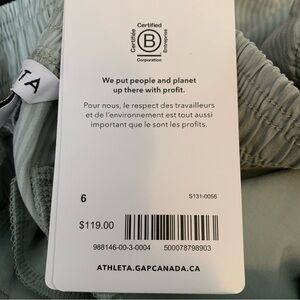 Certified
Certifiée
B
Entreprise
Corporation
We put people and planet
up there with profit.
Pour nous, le respect des travailleurs
et de l'environnement est tout aussi
important que le sont les profits.
TA
6
S131-0056
$119.00
988146-00-3-0004
500078798903
ATHLETA.GAPCANADA.CA